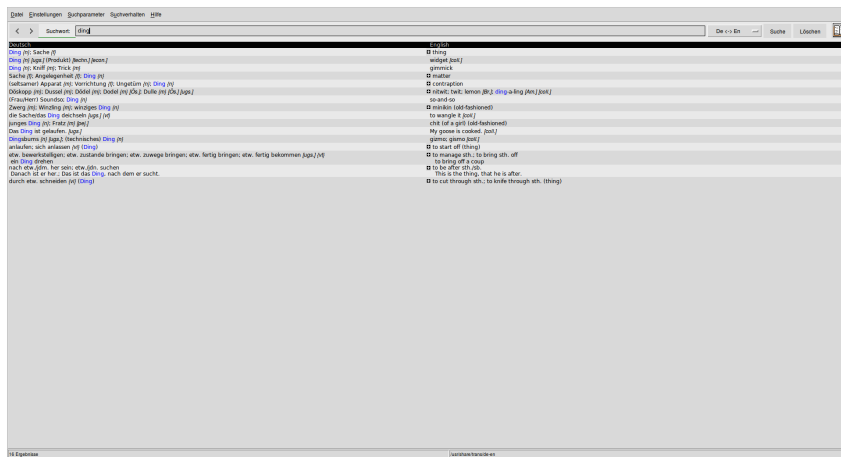 Datei Einstellungen Suchparameter Suchverhalten Hilfe
< > Suchwort: ding De <-> En Suche Löschen
Deutsch English
Ding {n}; Sache {f} thing
Ding {n} [ugs.] (Produkt) [techn.] [econ.] widget [coll.]
Ding {n}; Kniff {m}; Trick {m} gimmick
Sache {f}; Angelegenheit {f}; Ding {n} matter
(seltsamer) Apparat {m}; Vorrichtung {f}; Ungetüm {n}; Ding {n} contraption
Döskopp {m}; Dussel {m}; Dödel {m}; Dodel {m} [Ös.]; Dulle {m} [Ös.] [ugs.] nitwit; twit; lemon [Br.]; ding-a-ling [Am.] [coll.]
(Frau/Herr) Soundso; Ding {n} so-and-so
Zwerg {m}; Winzling {m}; winziges Ding {n} minikin (old-fashioned)
die Sache/das Ding deichseln [ugs.] {vt} to wangle it [coll.]
junges Ding {n}; Fratz {m} [pej.] chit (of a girl) (old-fashioned)
Das Ding ist gelaufen. [ugs.] My goose is cooked. [coll.]
Dingsbums {n} [ugs.]; (technisches) Ding {n} gizmo; gismo [coll.]
anlaufen; sich anlassen {vi} (Ding) to start off (thing)
etw. bewerkstelligen; etw. zustande bringen; etw. zuwege bringen; etw. fertig bringen; etw. fertig bekommen [ugs.] {vt} to manage sth.; to bring sth. off
ein Ding drehen to bring off a coup
nach etw./jdm. her sein; etw./jdn. suchen to be after sth./sb.
Danach ist er her.; Das ist das Ding, nach dem er sucht. This is the thing, that he is after.
durch etw. schneiden {vi} (Ding) to cut through sth.; to knife through sth. (thing)
16 Ergebnisse /usr/share/trans/de-en